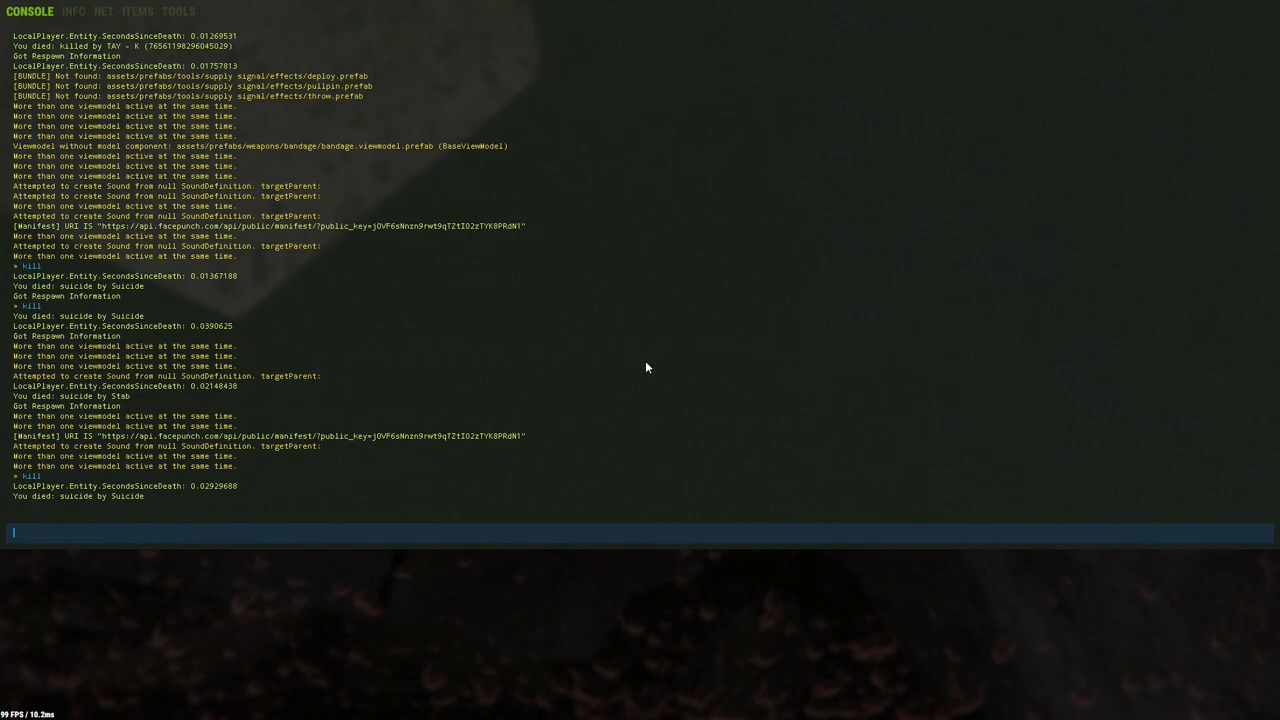 CONSOLE INFO NET ITEMS TOOLS
LocalPlayer.Entity.SecondsSinceDeath: 0.01269531
You died: killed by TAY - K (76561198296045029)
Got Respawn Information
LocalPlayer.Entity.SecondsSinceDeath: 0.01757813
[BUNDLE] Not found: assets/prefabs/tools/supply signal/effects/deploy.prefab
[BUNDLE] Not found: assets/prefabs/tools/supply signal/effects/pullpin.prefab
[BUNDLE] Not found: assets/prefabs/tools/supply signal/effects/throw.prefab
More than one viewmodel active at the same time.
More than one viewmodel active at the same time.
More than one viewmodel active at the same time.
More than one viewmodel active at the same time.
Viewmodel without model component: assets/prefabs/weapons/bandage/bandage.viewmodel.prefab (BaseViewModel)
More than one viewmodel active at the same time.
More than one viewmodel active at the same time.
More than one viewmodel active at the same time.
Attempted to create Sound from null SoundDefinition. targetParent:
Attempted to create Sound from null SoundDefinition. targetParent:
More than one viewmodel active at the same time.
Attempted to create Sound from null SoundDefinition. targetParent:
[Manifest] URI IS "https://api.facepunch.com/api/public/manifest/?public_key=j0VF6sNnzn9rwt9qTZtIO2zTYK8PRdN1"
More than one viewmodel active at the same time.
Attempted to create Sound from null SoundDefinition. targetParent:
More than one viewmodel active at the same time.
> kill
LocalPlayer.Entity.SecondsSinceDeath: 0.01367188
You died: suicide by Suicide
Got Respawn Information
> kill
You died: suicide by Suicide
LocalPlayer.Entity.SecondsSinceDeath: 0.0390625
Got Respawn Information
More than one viewmodel active at the same time.
More than one viewmodel active at the same time.
More than one viewmodel active at the same time.
Attempted to create Sound from null SoundDefinition. targetParent:
LocalPlayer.Entity.SecondsSinceDeath: 0.02148438
You died: suicide by Stab
Got Respawn Information
More than one viewmodel active at the same time.
More than one viewmodel active at the same time.
[Manifest] URI IS "https://api.facepunch.com/api/public/manifest/?public_key=j0VF6sNnzn9rwt9qTZtIO2zTYK8PRdN1"
Attempted to create Sound from null SoundDefinition. targetParent:
More than one viewmodel active at the same time.
More than one viewmodel active at the same time.
> kill
LocalPlayer.Entity.SecondsSinceDeath: 0.02929688
You died: suicide by Suicide
99 FPS / 10.2ms